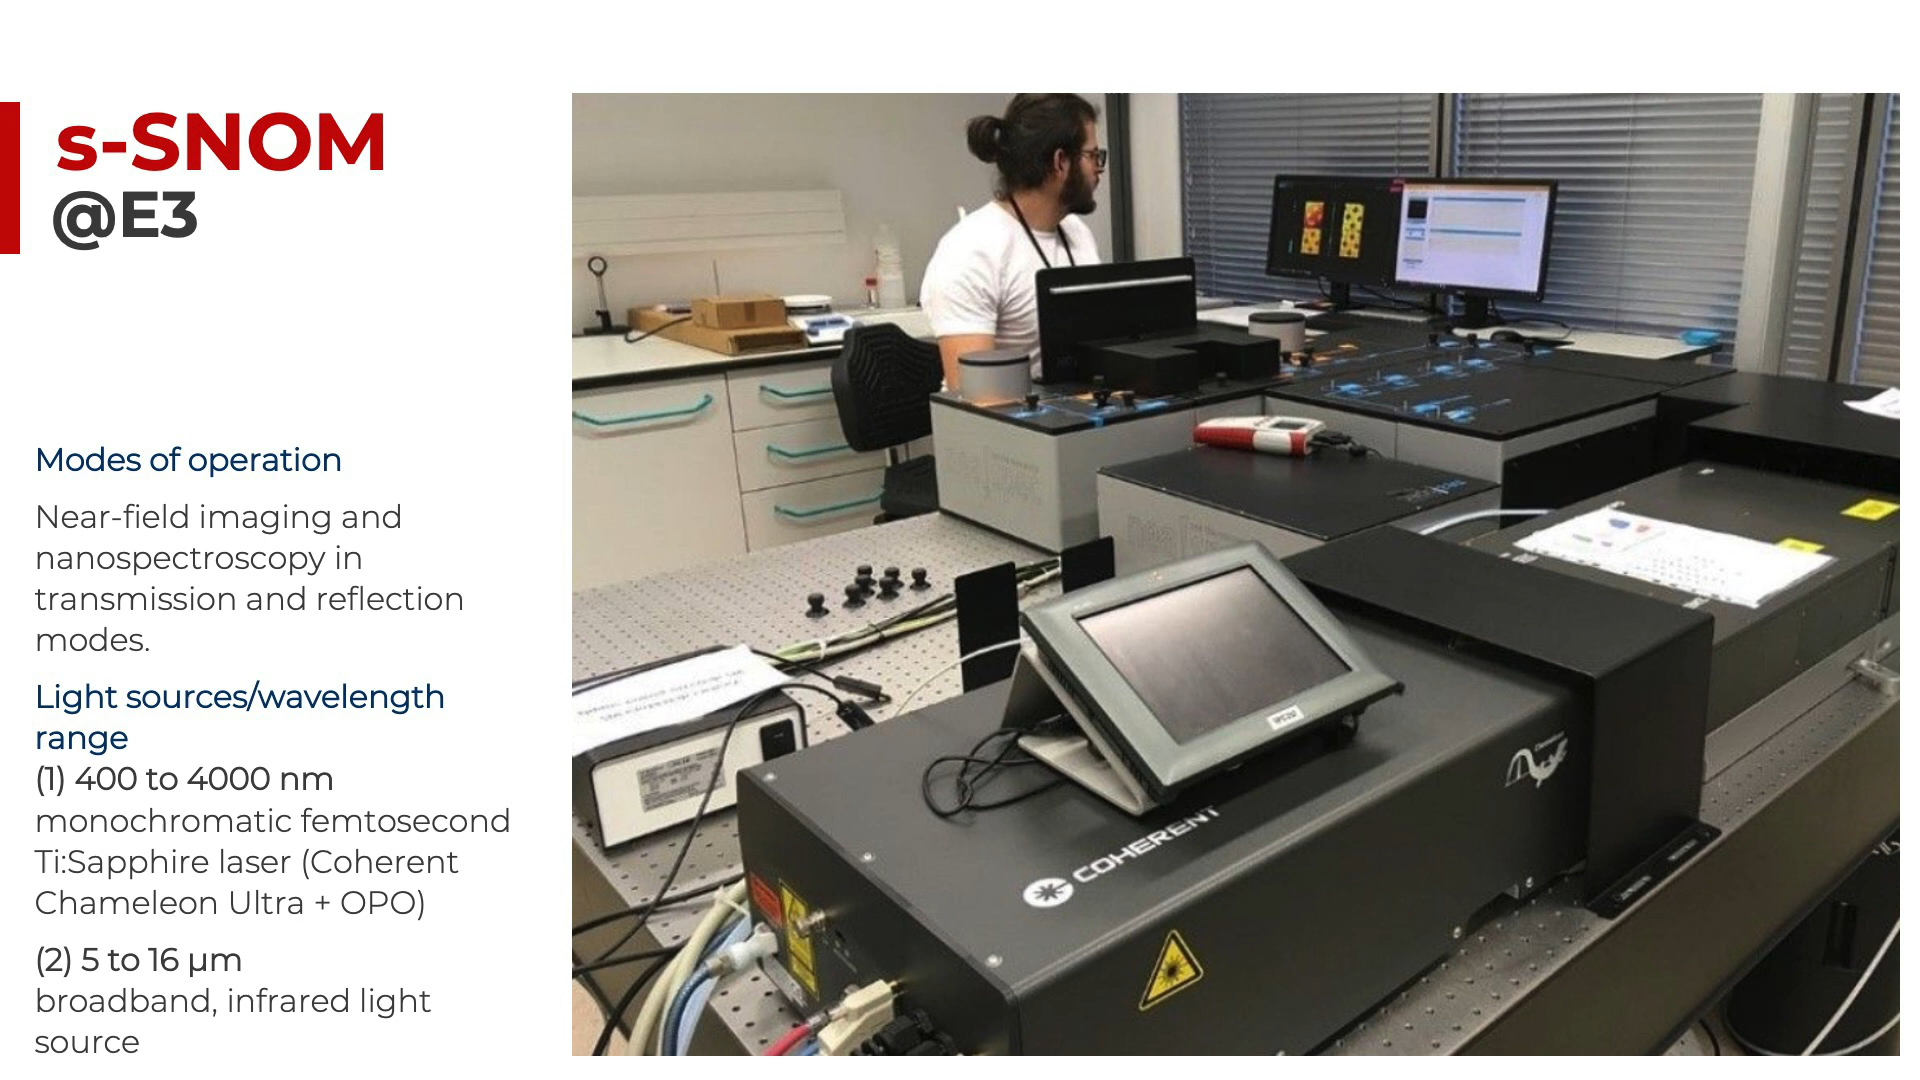 s-SNOM
@E3
Modes of operation
Near-field imaging and
nanospectroscopy in
transmission and reflection
modes.
Light sources/wavelength
range
(1) 400 to 4000 nm
monochromatic femtosecond
Ti:Sapphire laser (Coherent
Chameleon Ultra + OPO)
(2) 5 to 16 µm
broadband, infrared light
source
COHERENT